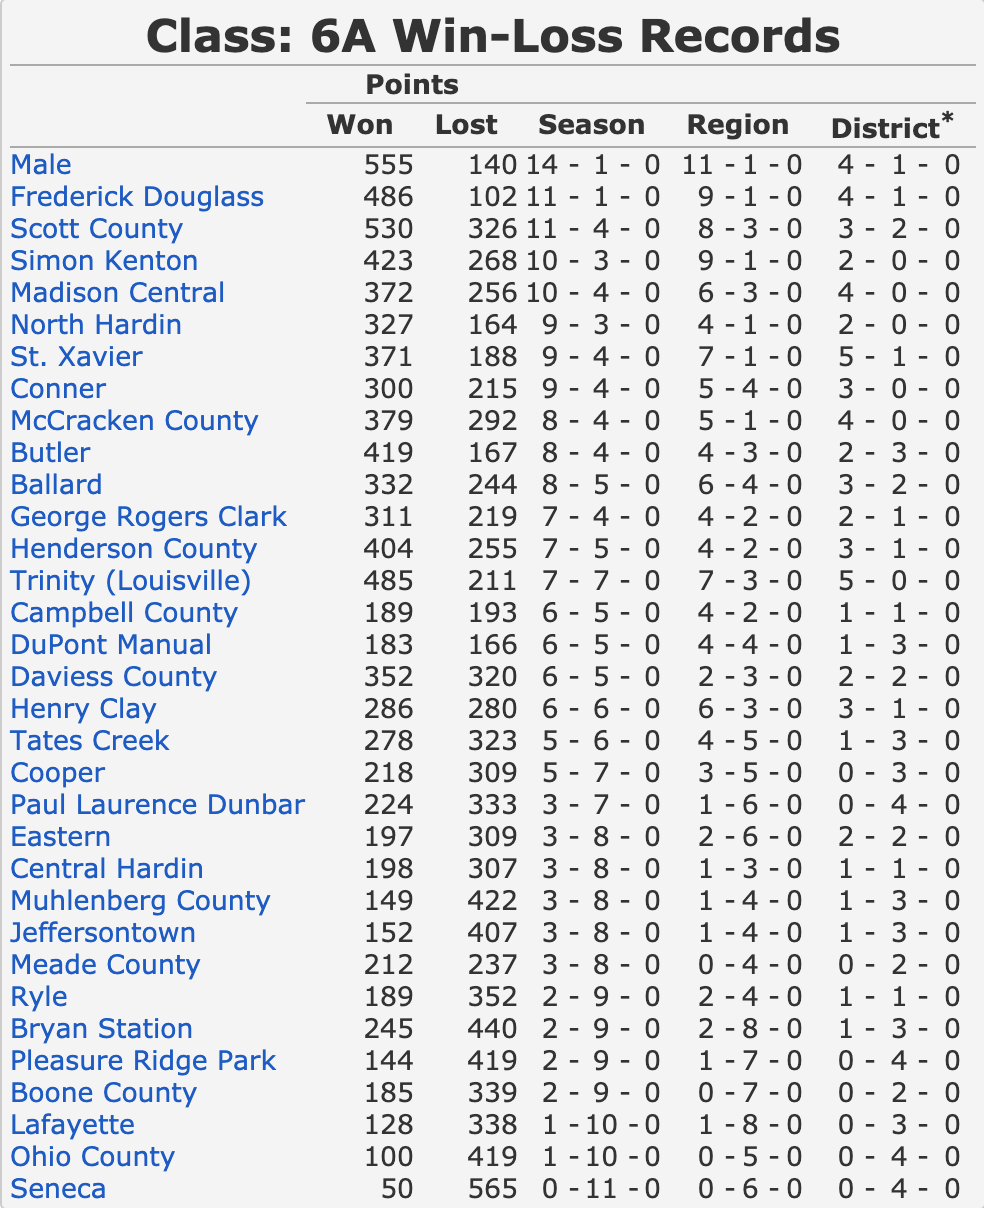 Class: 6A Win-Loss Records
Points
Won Lost Season Region District*
Male 555 140 14 - 1 - 0 11 - 1 - 0 4 - 1 - 0
Frederick Douglass 486 102 11 - 1 - 0 9 - 1 - 0 4 - 1 - 0
Scott County 530 326 11 - 4 - 0 8 - 3 - 0 3 - 2 - 0
Simon Kenton 423 268 10 - 3 - 0 9 - 1 - 0 2 - 0 - 0
Madison Central 372 256 10 - 4 - 0 6 - 3 - 0 4 - 0 - 0
North Hardin 327 164 9 - 3 - 0 4 - 1 - 0 2 - 0 - 0
St. Xavier 371 188 9 - 4 - 0 7 - 1 - 0 5 - 1 - 0
Conner 300 215 9 - 4 - 0 5 - 4 - 0 3 - 0 - 0
McCracken County 379 292 8 - 4 - 0 5 - 1 - 0 4 - 0 - 0
Butler 419 167 8 - 4 - 0 4 - 3 - 0 2 - 3 - 0
Ballard 332 244 8 - 5 - 0 6 - 4 - 0 3 - 2 - 0
George Rogers Clark 311 219 7 - 4 - 0 4 - 2 - 0 2 - 1 - 0
Henderson County 404 255 7 - 5 - 0 4 - 2 - 0 3 - 1 - 0
Trinity (Louisville) 485 211 7 - 7 - 0 7 - 3 - 0 5 - 0 - 0
Campbell County 189 193 6 - 5 - 0 4 - 2 - 0 1 - 1 - 0
DuPont Manual 183 166 6 - 5 - 0 4 - 4 - 0 1 - 3 - 0
Daviess County 352 320 6 - 5 - 0 2 - 3 - 0 2 - 2 - 0
Henry Clay 286 280 6 - 6 - 0 6 - 3 - 0 3 - 1 - 0
Tates Creek 278 323 5 - 6 - 0 4 - 5 - 0 1 - 3 - 0
Cooper 218 309 5 - 7 - 0 3 - 5 - 0 0 - 3 - 0
Paul Laurence Dunbar 224 333 3 - 7 - 0 1 - 6 - 0 0 - 4 - 0
Eastern 197 309 3 - 8 - 0 2 - 6 - 0 2 - 2 - 0
Central Hardin 198 307 3 - 8 - 0 1 - 3 - 0 1 - 1 - 0
Muhlenberg County 149 422 3 - 8 - 0 1 - 4 - 0 1 - 3 - 0
Jeffersontown 152 407 3 - 8 - 0 1 - 4 - 0 1 - 3 - 0
Meade County 212 237 3 - 8 - 0 0 - 4 - 0 0 - 2 - 0
Ryle 189 352 2 - 9 - 0 2 - 4 - 0 1 - 1 - 0
Bryan Station 245 440 2 - 9 - 0 2 - 8 - 0 1 - 3 - 0
Pleasure Ridge Park 144 419 2 - 9 - 0 1 - 7 - 0 0 - 4 - 0
Boone County 185 339 2 - 9 - 0 0 - 7 - 0 0 - 2 - 0
Lafayette 128 338 1 - 10 - 0 1 - 8 - 0 0 - 3 - 0
Ohio County 100 419 1 - 10 - 0 0 - 5 - 0 0 - 4 - 0
Seneca 50 565 0 - 11 - 0 0 - 6 - 0 0 - 4 - 0